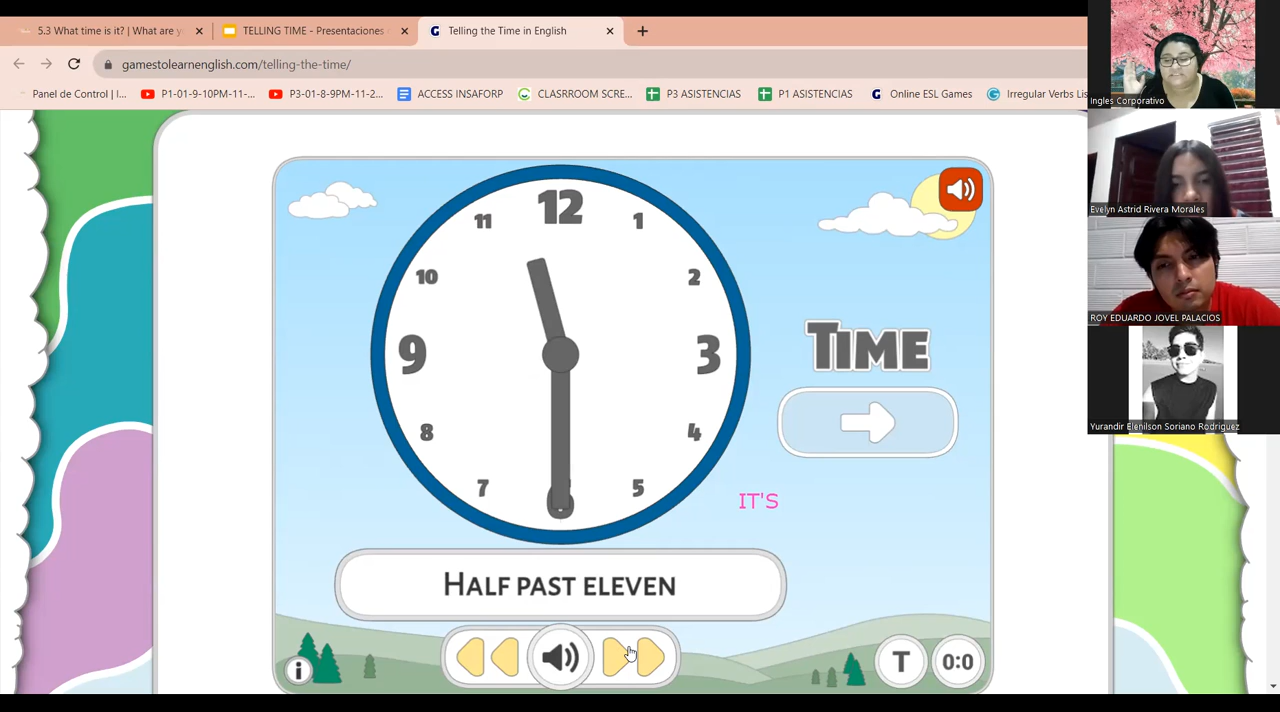 5.3 What time is it? | What are y
TELLING TIME - Presentaciones
Telling the Time in English
gamestolearnenglish.com/telling-the-time/
Panel de Control | I...
P1-01-9-10PM-11-...
P3-01-8-9PM-11-2...
ACCESS INSAFORP
CLASRROOM SCRE...
P3 ASISTENCIAS
P1 ASISTENCIAS
Online ESL Games
Irregular Verbs Lis
Ingles Corporativo
Evelyn Astrid Rivera Morales
ROY EDUARDO JOVEL PALACIOS
Yurandir Elenilson Soriano Rodriguez
12
11
1
10
2
9
3
8
4
7
5
TIME
IT'S
HALF PAST ELEVEN
i
T
0:0